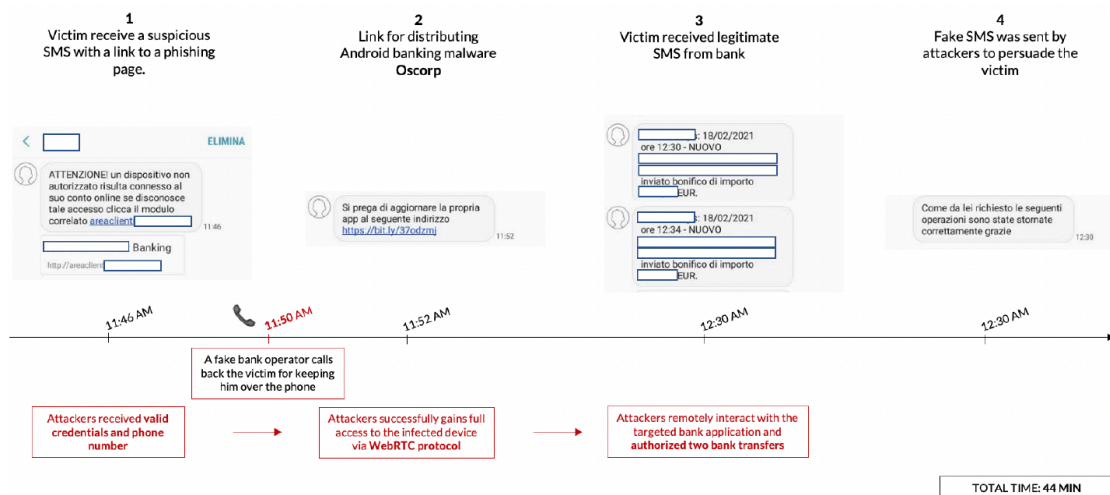 1
Victim receive a suspicious
SMS with a link to a phishing
page.
2
Link for distributing
Android banking malware
Oscorp
3
Victim received legitimate
SMS from bank
4
Fake SMS was sent by
attackers to persuade the
victim
ELIMINA
ATTENZIONE! un dispositivo non
autorizzato risulta connesso al
suo conto online se disconosce
tale accesso clicca il modulo
correlato areaclient
11:46
Banking
http://areaclient
Si prega di aggiornare la propria
app al seguente indirizzo
https://bit.ly/37odzmj
11:52
: 18/02/2021
ore 12:30 - NUOVO
inviato bonifico di importo
EUR.
: 18/02/2021
ore 12:34 - NUOVO
inviato bonifico di importo
EUR.
Come da lei richiesto le seguenti
operazioni sono state stornate
correttamente grazie
12:30
11:46 AM
11:50 AM
11:52 AM
12:30 AM
12:30 AM
A fake bank operator calls
back the victim for keeping
him over the phone
Attackers received valid
credentials and phone
number
Attackers successfully gains full
access to the infected device
via WebRTC protocol
Attackers remotely interact with the
targeted bank application and
authorized two bank transfers
TOTAL TIME: 44 MIN